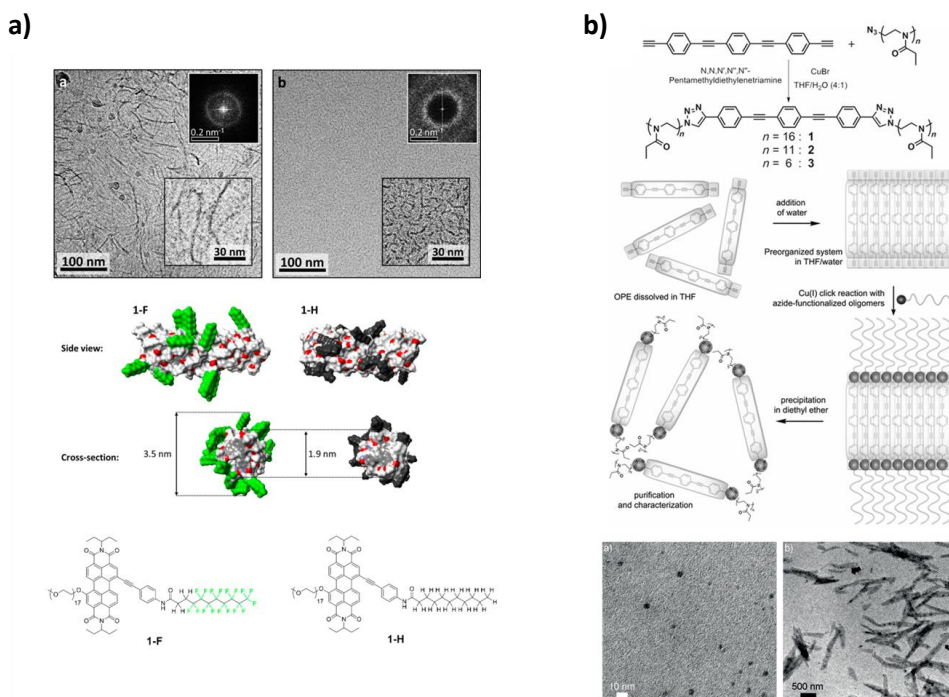 a)
a
0.2 nm⁻¹
100 nm
30 nm
b
0.2 nm⁻¹
100 nm
30 nm
1-F
1-H
Side view:
3.5 nm
1.9 nm
Cross-section:
O
N
O
O
O
17
O
N
O
O
N
H
H H
H H
F F F F F F F
F
F F F F F F F
1-F
O
N
O
O
O
17
O
N
O
O
N
H
H H H H H H H H H
H
H H H H H H H H H
1-H
b)
+
N₃
N
n
O
N,N,N',N'',N''-
Pentamethyldiethylenetriamine
CuBr
THF/H₂O (4:1)
N
n
O
N=N
N
N=N
N
N
n
O
n = 16 : 1
n = 11 : 2
n = 6 : 3
addition
of water
Preorganized system
in THF/water
OPE dissolved in THF
Cu(I) click reaction with
azide-functionalized oligomers
precipitation
in diethyl ether
purification
and characterization
a)
10 nm
b)
500 nm